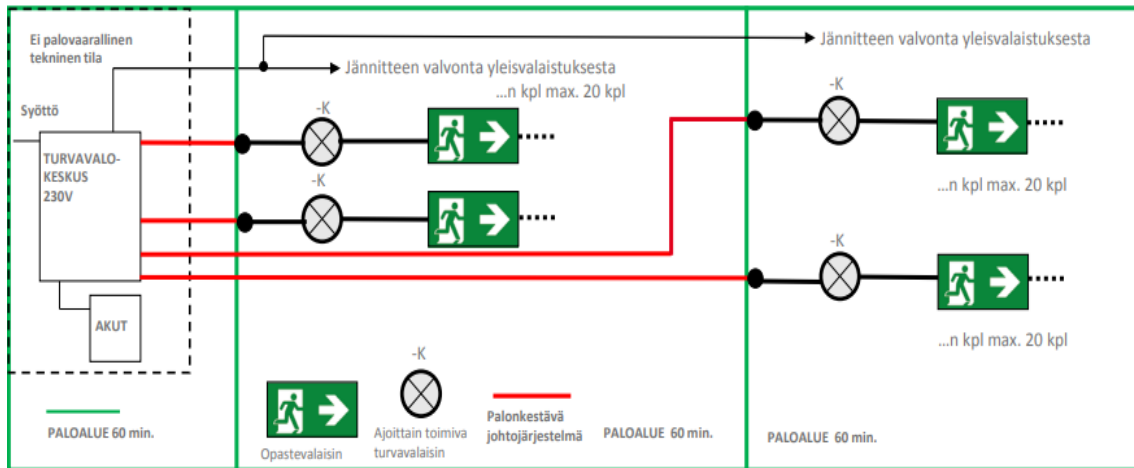 Ei palovaarallinen
tekninen tila
Syöttö
TURVAVALO-
KESKUS
230V
AKUT
PALOALUE 60 min.
Jännitteen valvonta yleisvalaistuksesta
...n kpl max. 20 kpl
-K
-K
-K
Opastevalaisin
Ajoittain toimiva
turvavalaisin
Palonkestävä
johtojärjestelmä
PALOALUE 60 min.
Jännitteen valvonta yleisvalaistuksesta
-K
...n kpl max. 20 kpl
-K
...n kpl max. 20 kpl
PALOALUE 60 min.